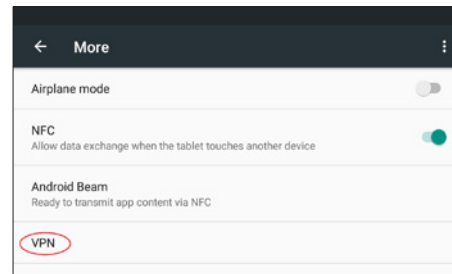 More
Airplane mode
NFC
Allow data exchange when the tablet touches another device
Android Beam
Ready to transmit app content via NFC
VPN